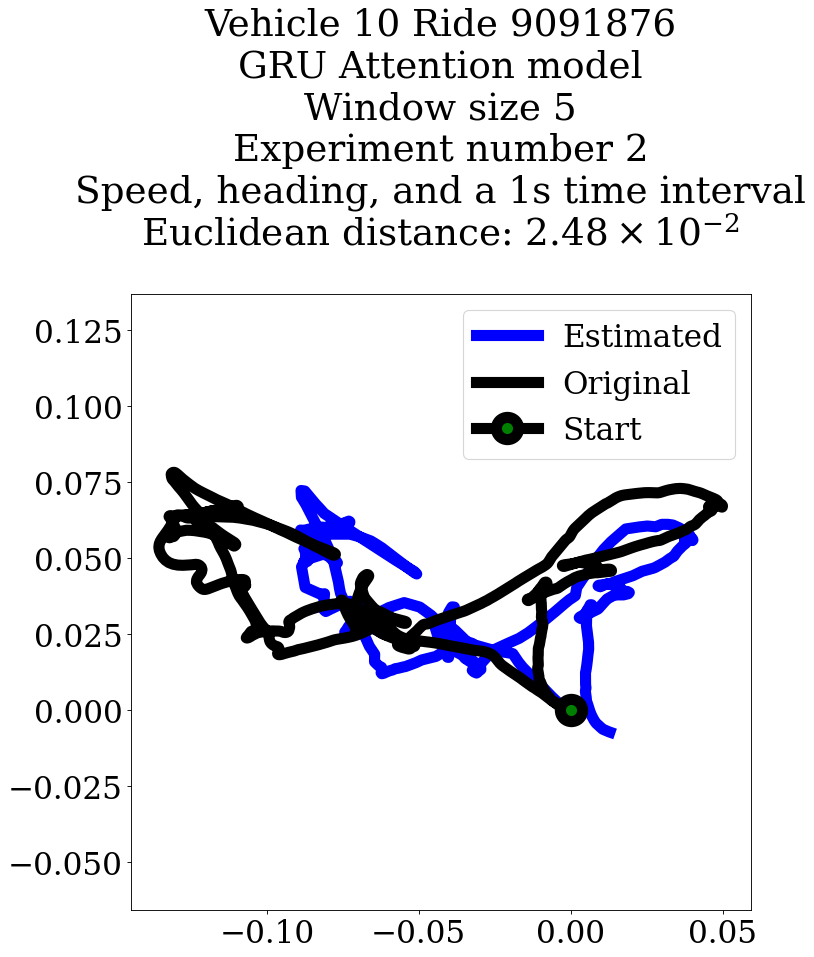 Vehicle 10 Ride 9091876
GRU Attention model
Window size 5
Experiment number 2
Speed, heading, and a 1s time interval
Euclidean distance: 2.48 × 10⁻²
Estimated
Original
Start
0.125
0.100
0.075
0.050
0.025
0.000
−0.025
−0.050
−0.10 −0.05 0.00 0.05